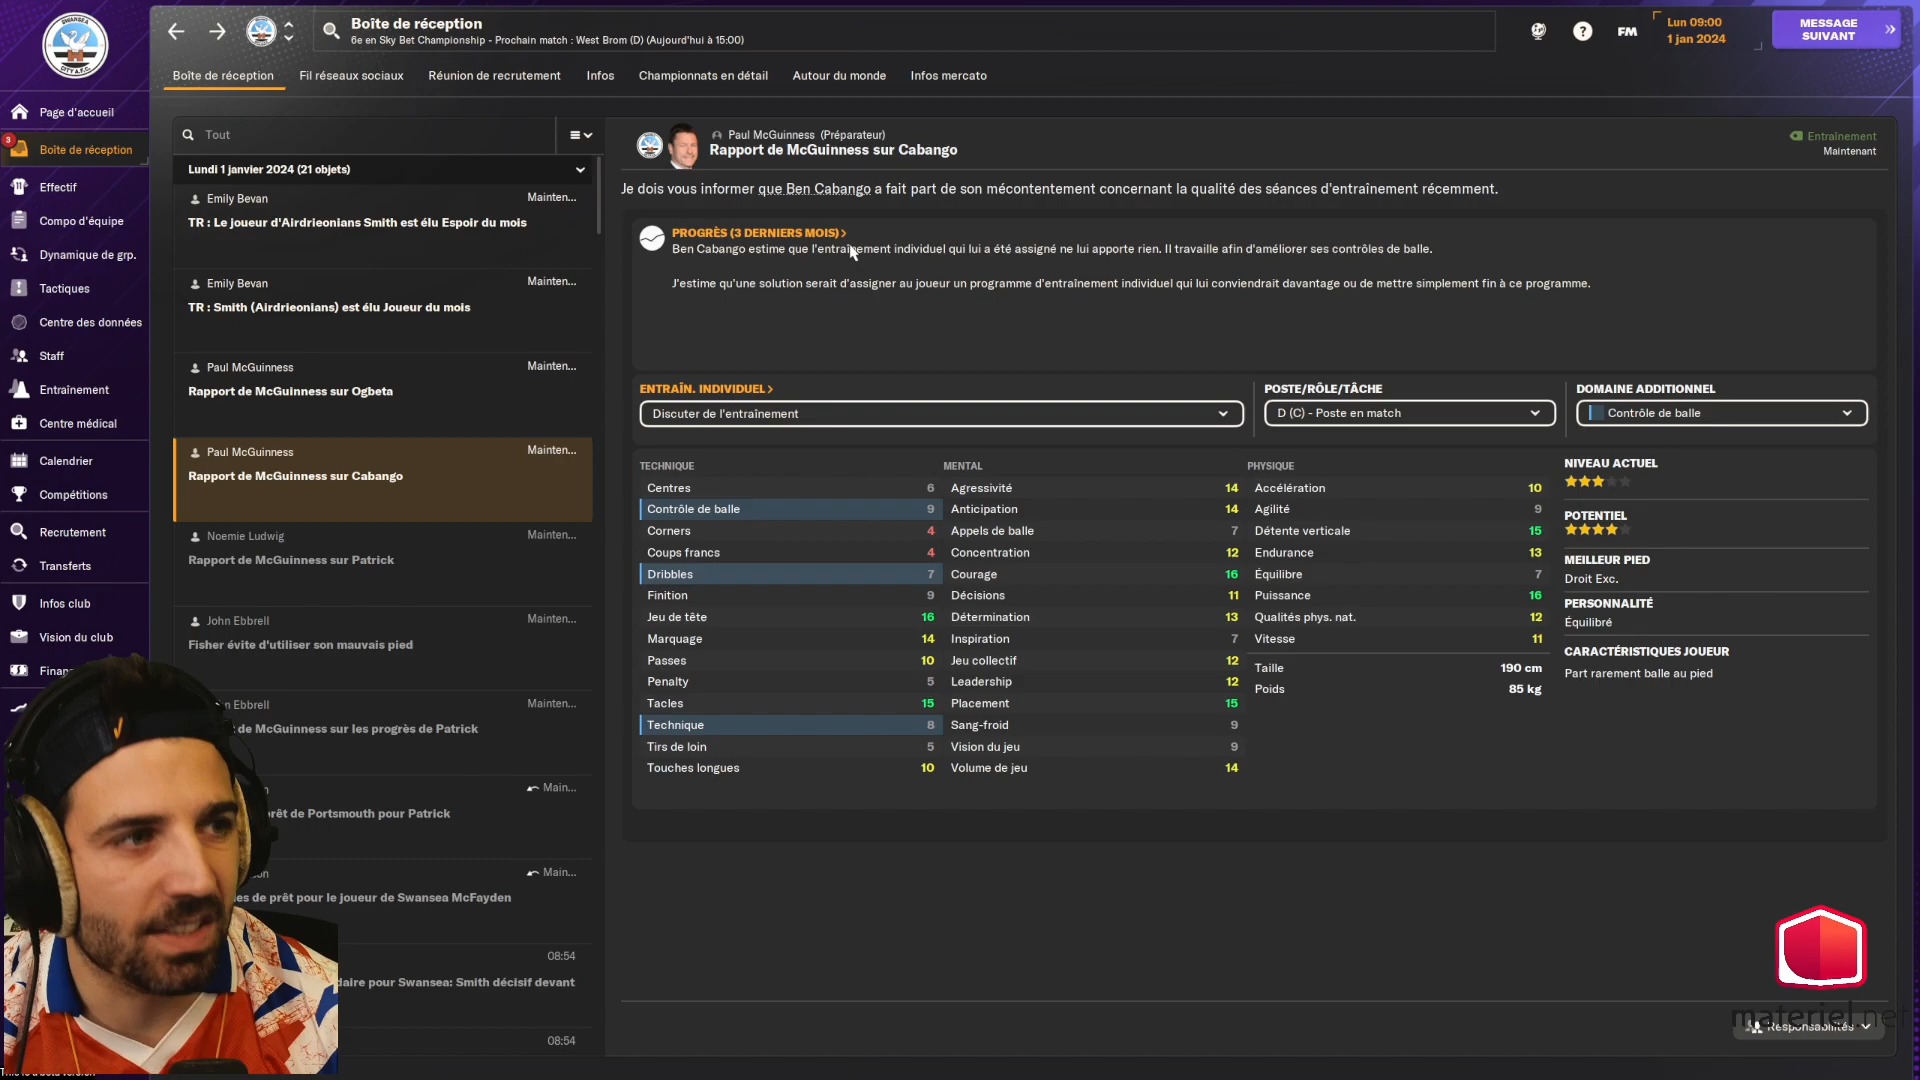 SWANSEA
CITY A.F.C.
Boîte de réception
6e en Sky Bet Championship - Prochain match : West Brom (D) (Aujourd'hui à 15:00)
?
FM
Lun 09:00
1 jan 2024
MESSAGE
SUIVANT
Boîte de réception
Fil réseaux sociaux
Réunion de recrutement
Infos
Championnats en détail
Autour du monde
Infos mercato
Page d'accueil
3
Boîte de réception
Effectif
Compo d'équipe
Dynamique de grp.
Tactiques
Centre des données
Staff
Entraînement
Centre médical
Calendrier
Compétitions
Recrutement
Transferts
Infos club
Vision du club
Tout
Lundi 1 janvier 2024 (21 objets)
Emily Bevan
Mainten...
TR : Le joueur d'Airdrieonians Smith est élu Espoir du mois
Emily Bevan
Mainten...
TR : Smith (Airdrieonians) est élu Joueur du mois
Paul McGuinness
Mainten...
Rapport de McGuinness sur Ogbeta
Paul McGuinness
Mainten...
Rapport de McGuinness sur Cabango
Noemie Ludwig
Mainten...
Rapport de McGuinness sur Patrick
John Ebbrell
Mainten...
Fisher évite d'utiliser son mauvais pied
Ebbrell
Mainten...
de McGuinness sur les progrès de Patrick
Main...
de Portsmouth pour Patrick
Main...
de prêt pour le joueur de Swansea McFayden
08:54
pour Swansea: Smith décisif devant
08:54
Paul McGuinness (Préparateur)
Rapport de McGuinness sur Cabango
Entraînement
Maintenant
Je dois vous informer que Ben Cabango a fait part de son mécontentement concernant la qualité des séances d'entraînement récemment.
PROGRÈS (3 DERNIERS MOIS) >
Ben Cabango estime que l'entraînement individuel qui lui a été assigné ne lui apporte rien. Il travaille afin d'améliorer ses contrôles de balle.
J'estime qu'une solution serait d'assigner au joueur un programme d'entraînement individuel qui lui conviendrait davantage ou de mettre simplement fin à ce programme.
ENTRAÎN. INDIVIDUEL >
Discuter de l'entraînement
POSTE/RÔLE/TÂCHE
D (C) - Poste en match
DOMAINE ADDITIONNEL
Contrôle de balle
TECHNIQUE
Centres 6
Contrôle de balle 9
Corners 4
Coups francs 4
Dribbles 7
Finition 9
Jeu de tête 16
Marquage 14
Passes 10
Penalty 5
Tacles 15
Technique 8
Tirs de loin 5
Touches longues 10
MENTAL
Agressivité 14
Anticipation 14
Appels de balle 7
Concentration 12
Courage 16
Décisions 11
Détermination 13
Inspiration 7
Jeu collectif 12
Leadership 12
Placement 15
Sang-froid 9
Vision du jeu 9
Volume de jeu 14
PHYSIQUE
Accélération 10
Agilité 9
Détente verticale 15
Endurance 13
Équilibre 7
Puissance 16
Qualités phys. nat. 12
Vitesse 11
Taille 190 cm
Poids 85 kg
NIVEAU ACTUEL
POTENTIEL
MEILLEUR PIED
Droit Exc.
PERSONNALITÉ
Équilibré
CARACTÉRISTIQUES JOUEUR
Part rarement balle au pied
materiel.net
Responsabilités